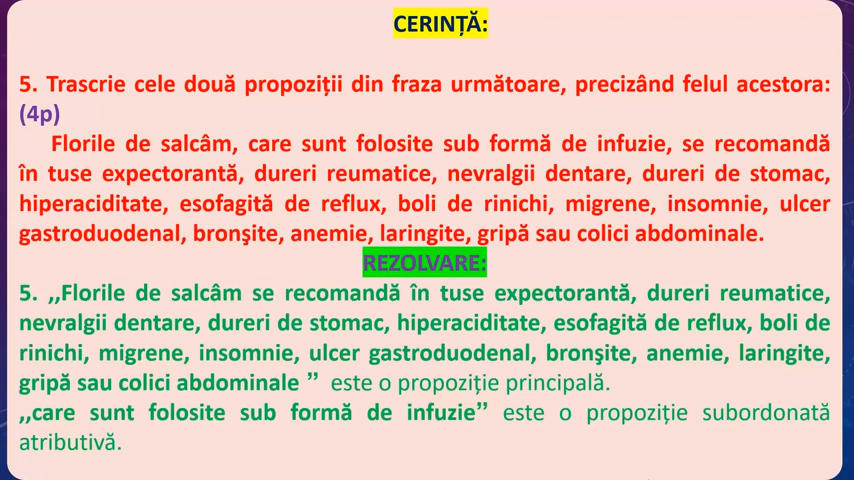 CERINȚĂ:
5. Trascrie cele două propoziții din fraza următoare, precizând felul acestora:
(4p)
Florile de salcâm, care sunt folosite sub formă de infuzie, se recomandă
în tuse expectorantă, dureri reumatice, nevralgii dentare, dureri de stomac,
hiperaciditate, esofagită de reflux, boli de rinichi, migrene, insomnie, ulcer
gastroduodenal, bronşite, anemie, laringite, gripă sau colici abdominale.
REZOLVARE:
5. ,,Florile de salcâm se recomandă în tuse expectorantă, dureri reumatice,
nevralgii dentare, dureri de stomac, hiperaciditate, esofagită de reflux, boli de
rinichi, migrene, insomnie, ulcer gastroduodenal, bronşite, anemie, laringite,
gripă sau colici abdominale ” este o propoziție principală.
,,care sunt folosite sub formă de infuzie” este o propoziție subordonată
atributivă.